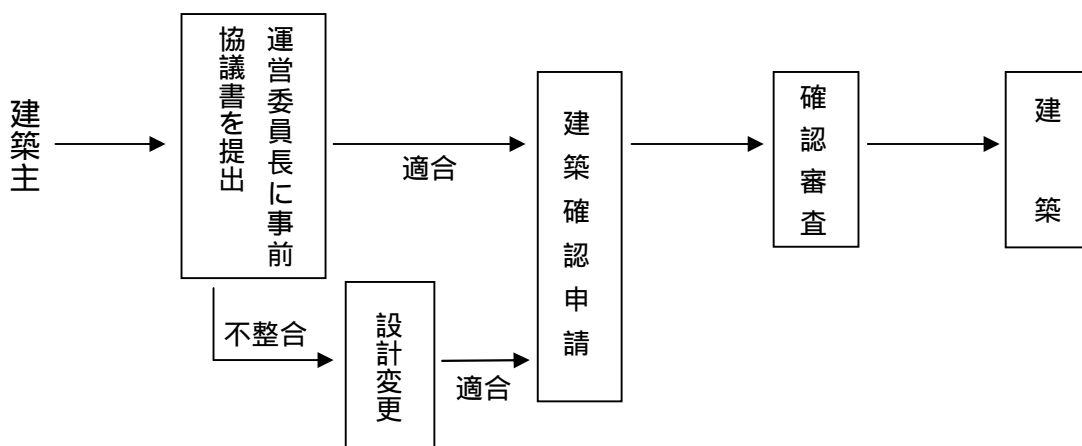 建築主
運営委員長に事前
協議書を提出
適合
不整合
設計変更
適合
建築確認申請
確認審査
建築